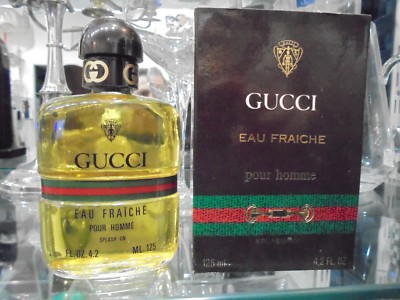 GUCCI
EAU FRAICHE
POUR HOMME
SPLASH ON
FL.OZ.4.2 ML.125
GUCCI
EAU FRAICHE
pour homme
125 ml 4.2 FL. OZ